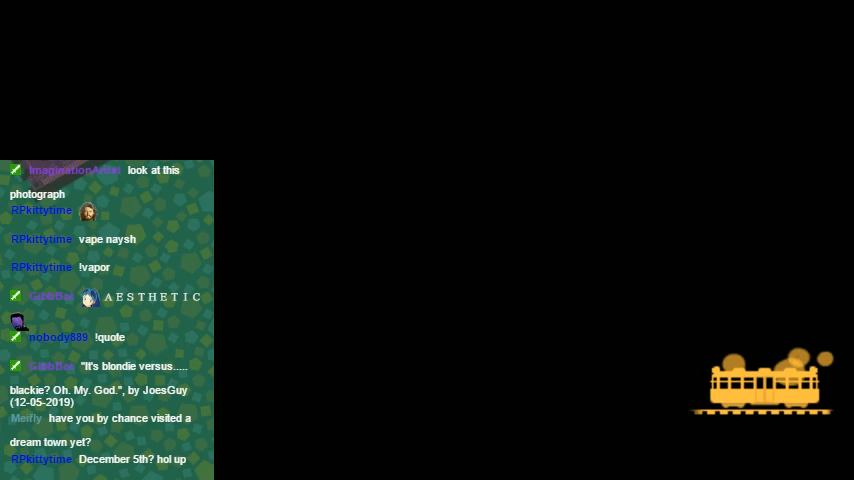 ImaginationArtist look at this
photograph
RPkittytime
RPkittytime vape naysh
RPkittytime !vapor
GibbBot A E S T H E T I C
nobody889 !quote
GibbBot "It's blondie versus.....
blackie? Oh. My. God.", by JoesGuy
(12-05-2019)
Meifly have you by chance visited a
dream town yet?
RPkittytime December 5th? hol up